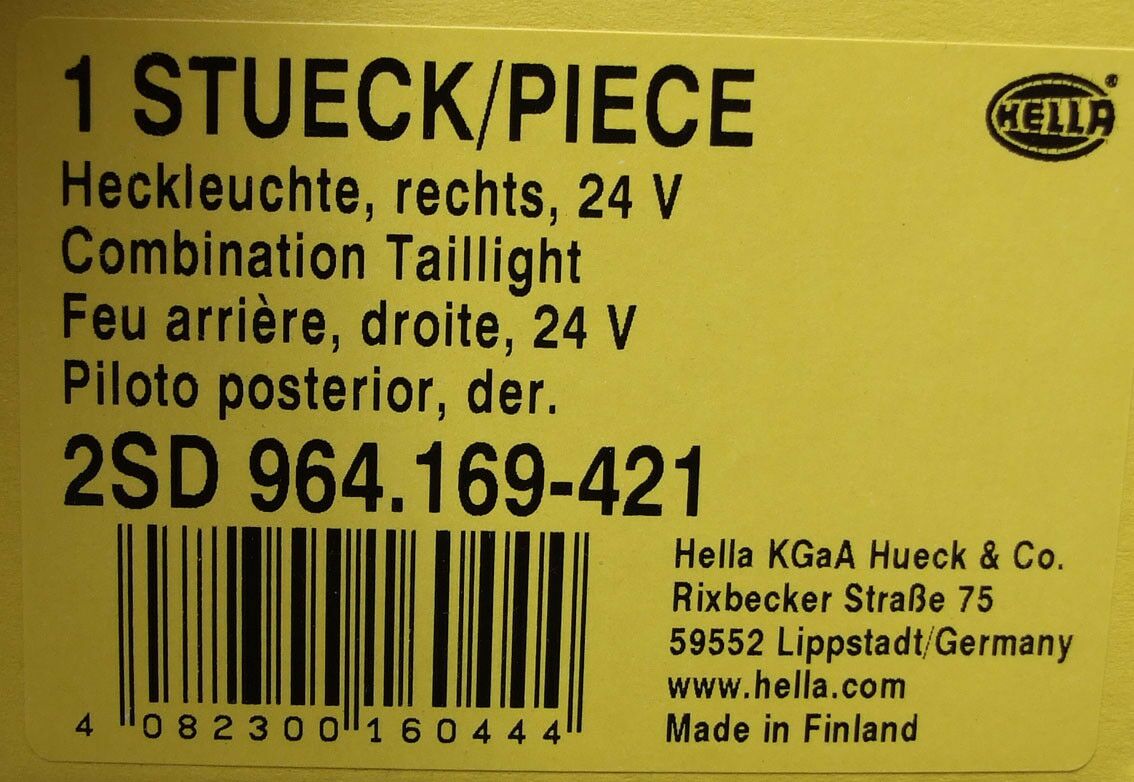 1 STUECK/PIECE
HELLA®
Heckleuchte, rechts, 24 V
Combination Taillight
Feu arrière, droite, 24 V
Piloto posterior, der.
2SD 964.169-421
4 082300 160444
Hella KGaA Hueck & Co.
Rixbecker Straße 75
59552 Lippstadt/Germany
www.hella.com
Made in Finland